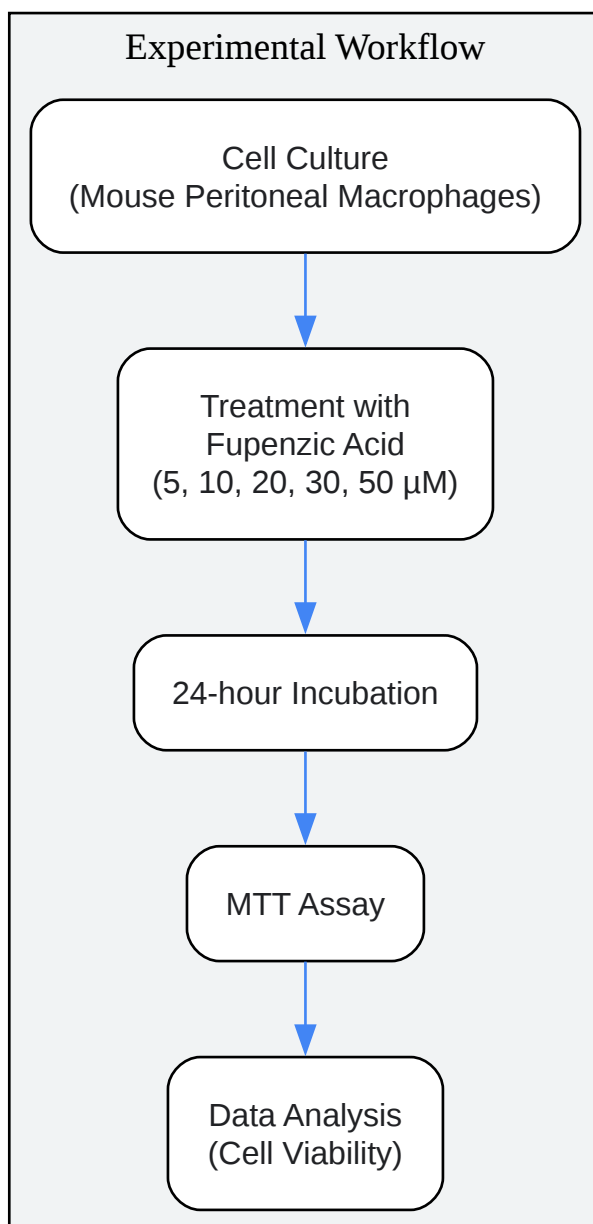 Experimental Workflow
Cell Culture
(Mouse Peritoneal Macrophages)
Treatment with
Fupenzic Acid
(5, 10, 20, 30, 50 µM)
24-hour Incubation
MTT Assay
Data Analysis
(Cell Viability)